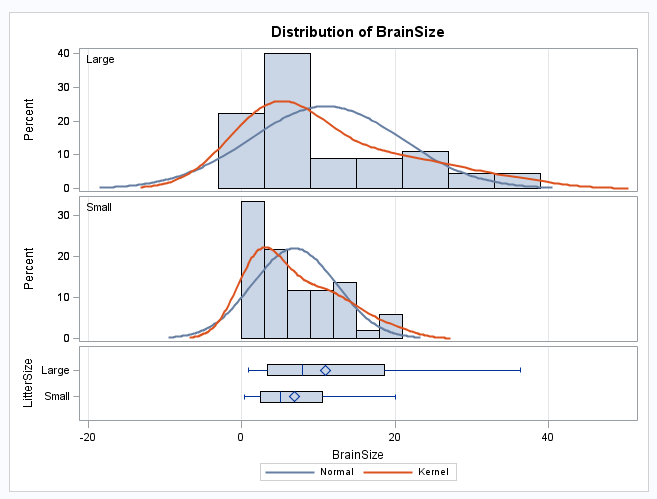 Distribution of BrainSize
Large
40
30
20
10
0
Percent
Small
30
20
10
0
Percent
LitterSize
Large
Small
-20 0 20 40
BrainSize
Normal Kernel